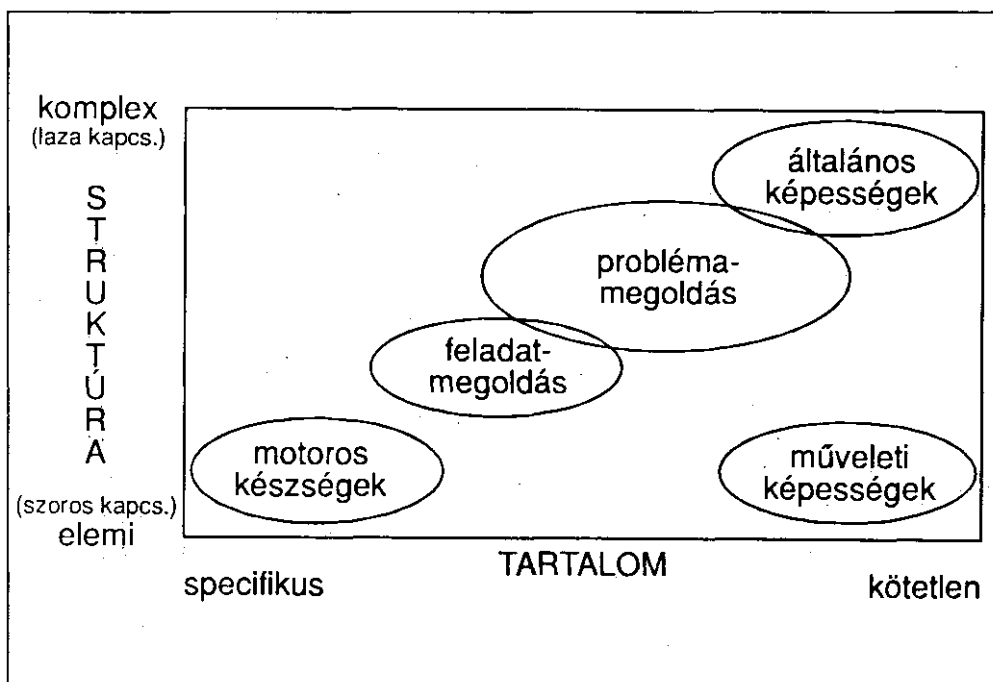 komplex
(laza kapcs.)
STRUKTÚRA
(szoros kapcs.)
elemi
általános
képességek
probléma-
megoldás
feladat-
megoldás
motoros
készségek
műveleti
képességek
TARTALOM
specifikus
kötetlen